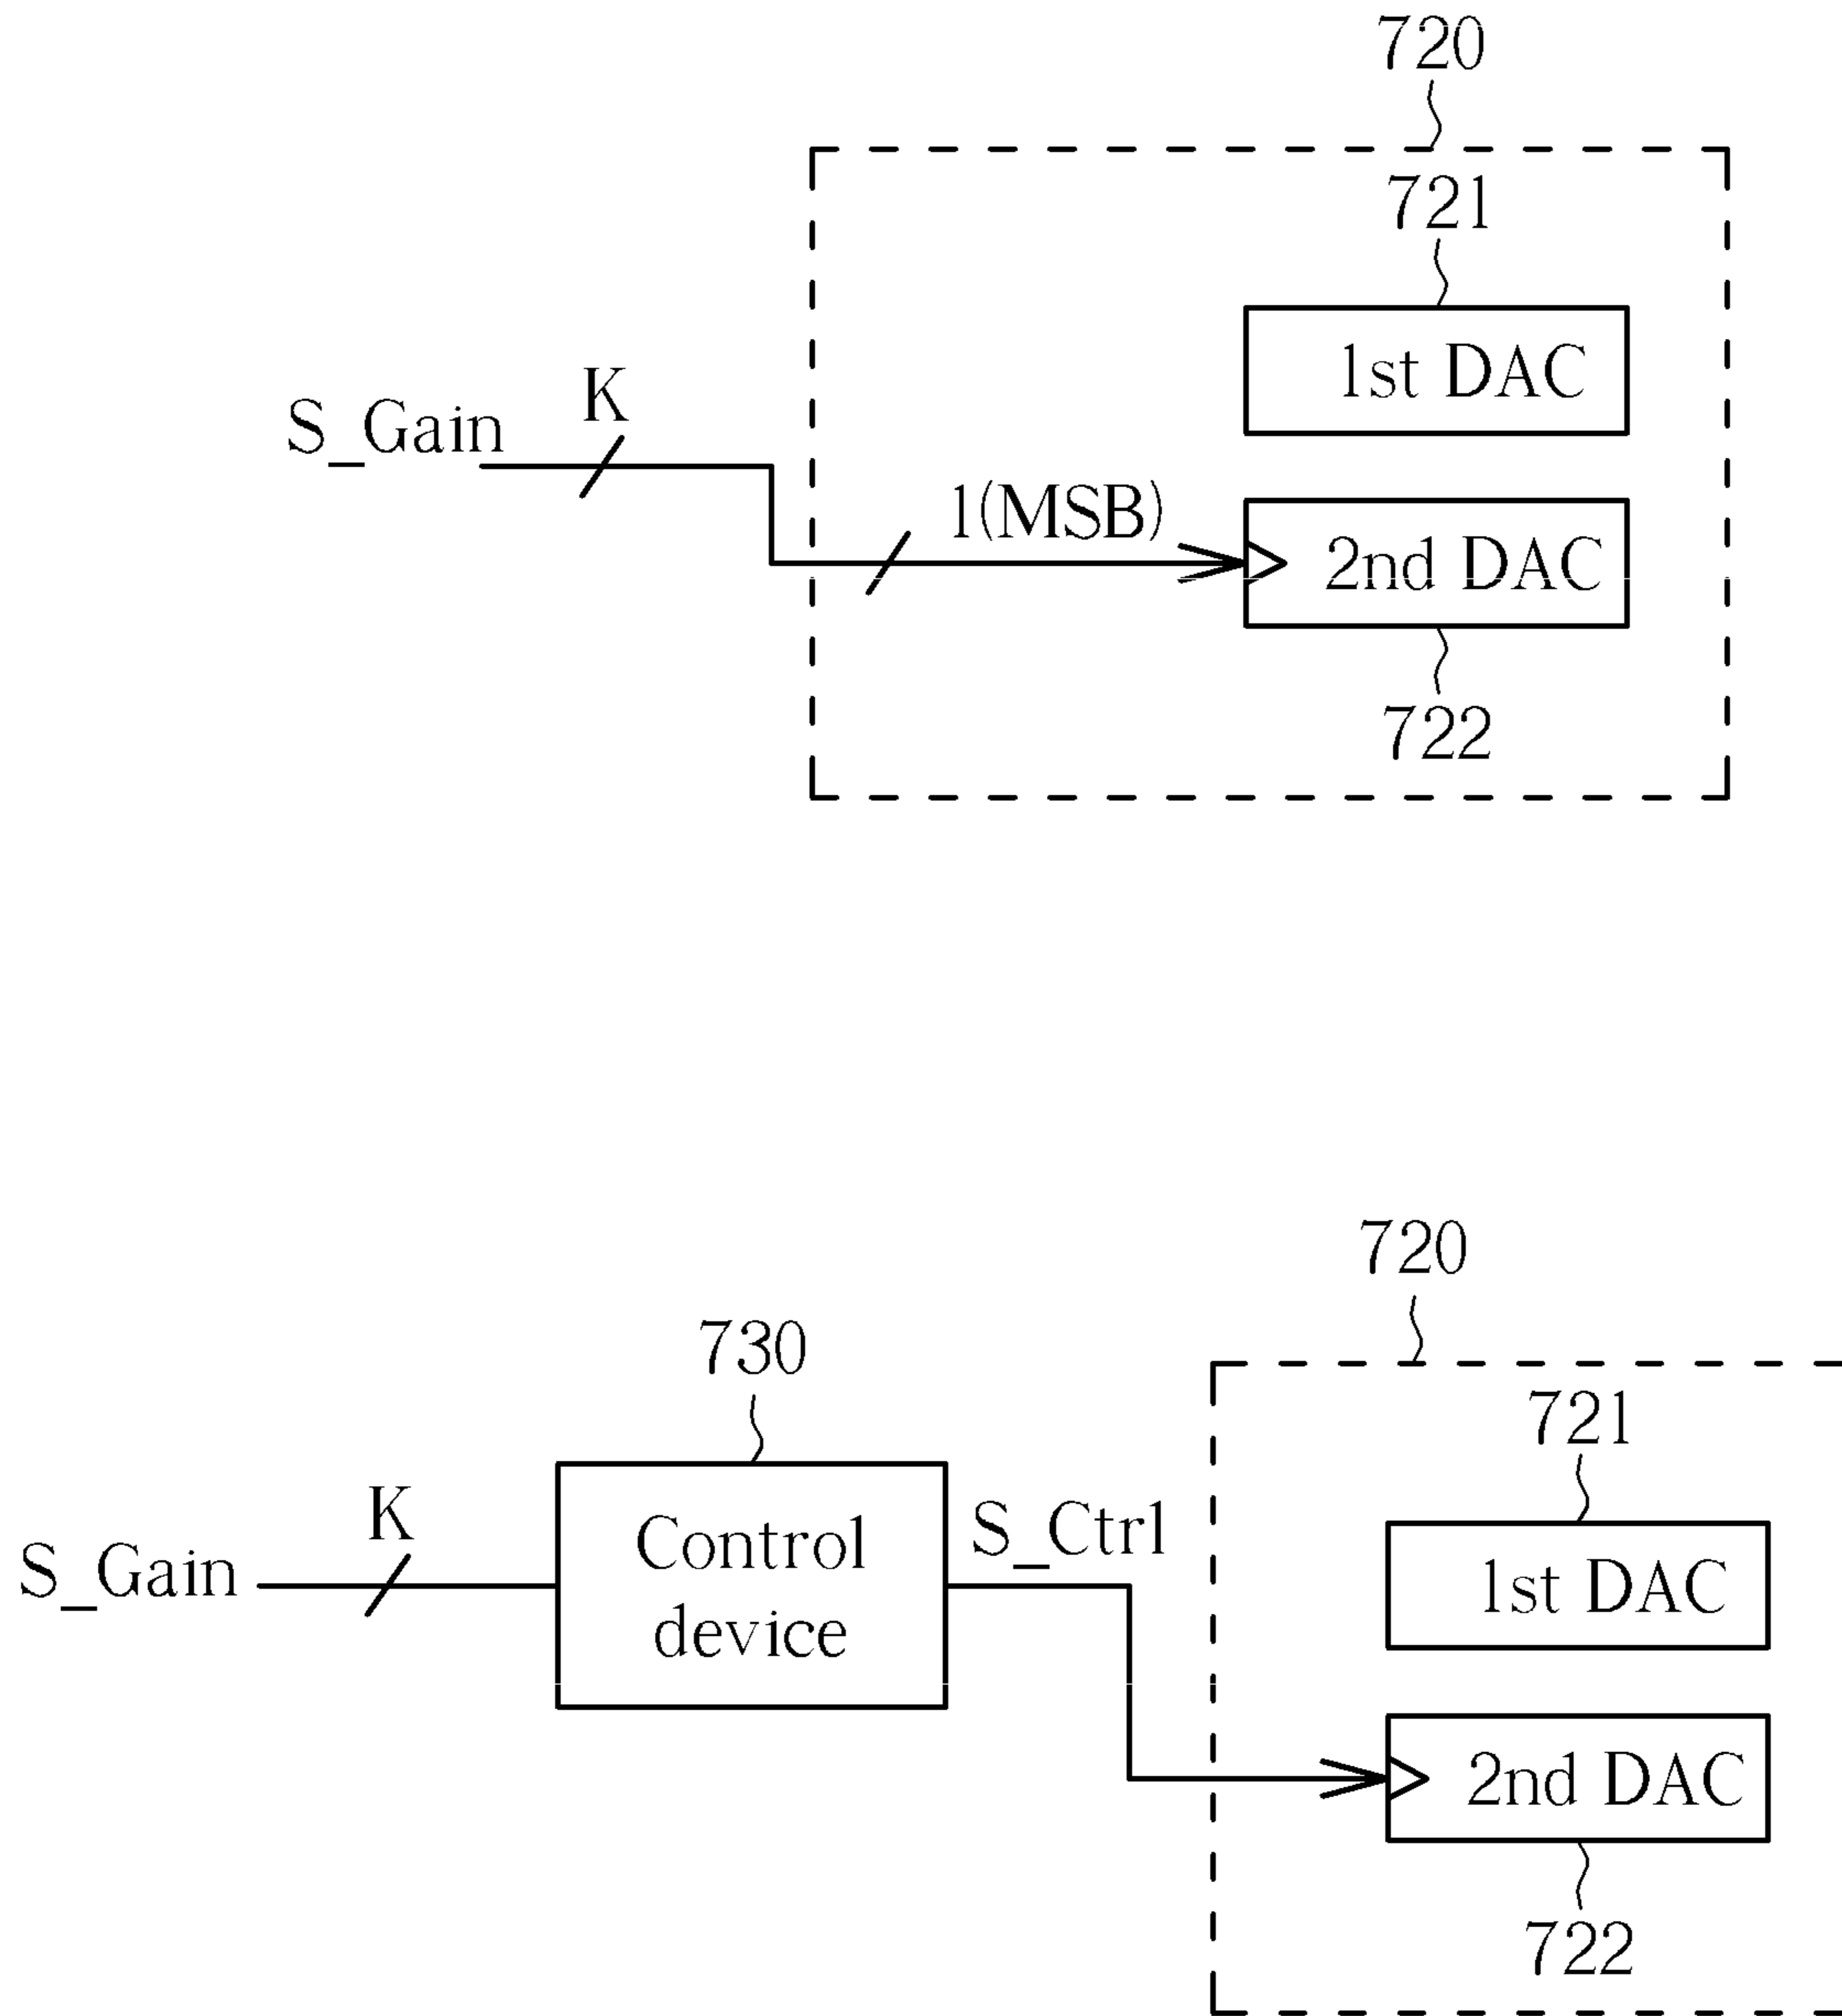 720
721
1st DAC
K
S_Gain
1(MSB)
2nd DAC
722
720
730
721
K
S_Gain
Control
device
S_Ctrl
1st DAC
2nd DAC
722